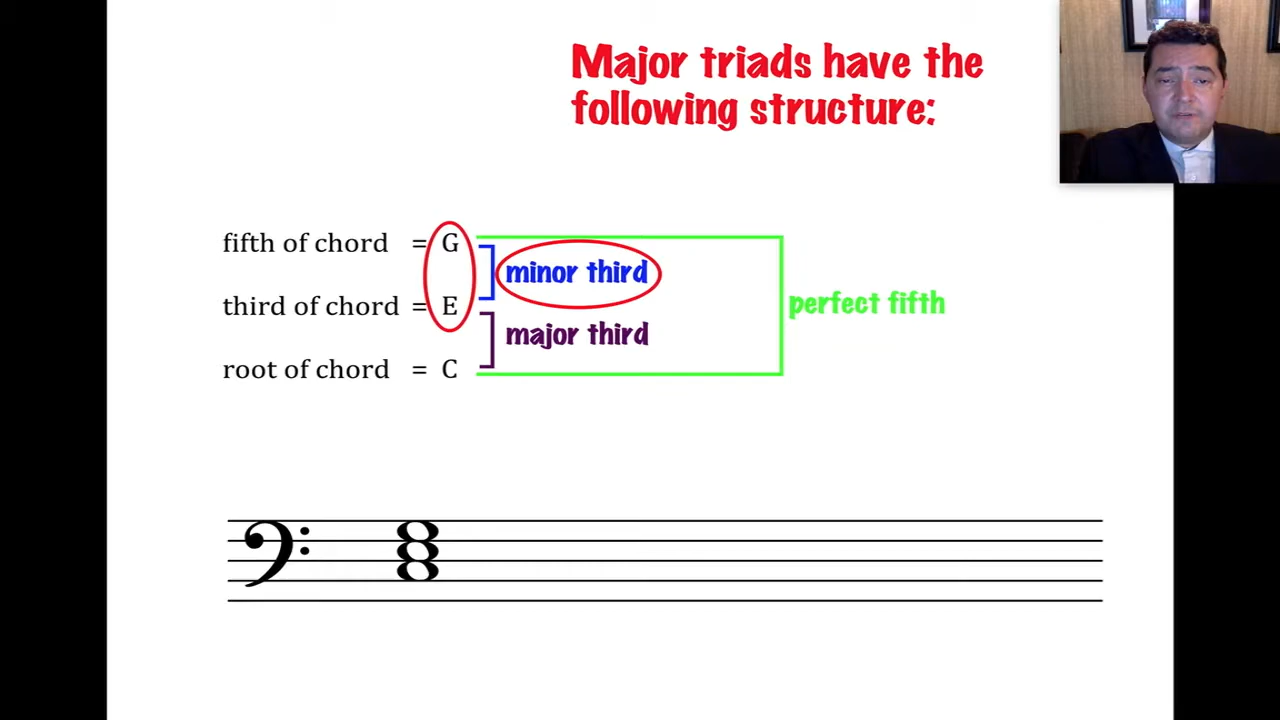 Major triads have the
following structure:
fifth of chord = G
minor third
third of chord = E
perfect fifth
major third
root of chord = C